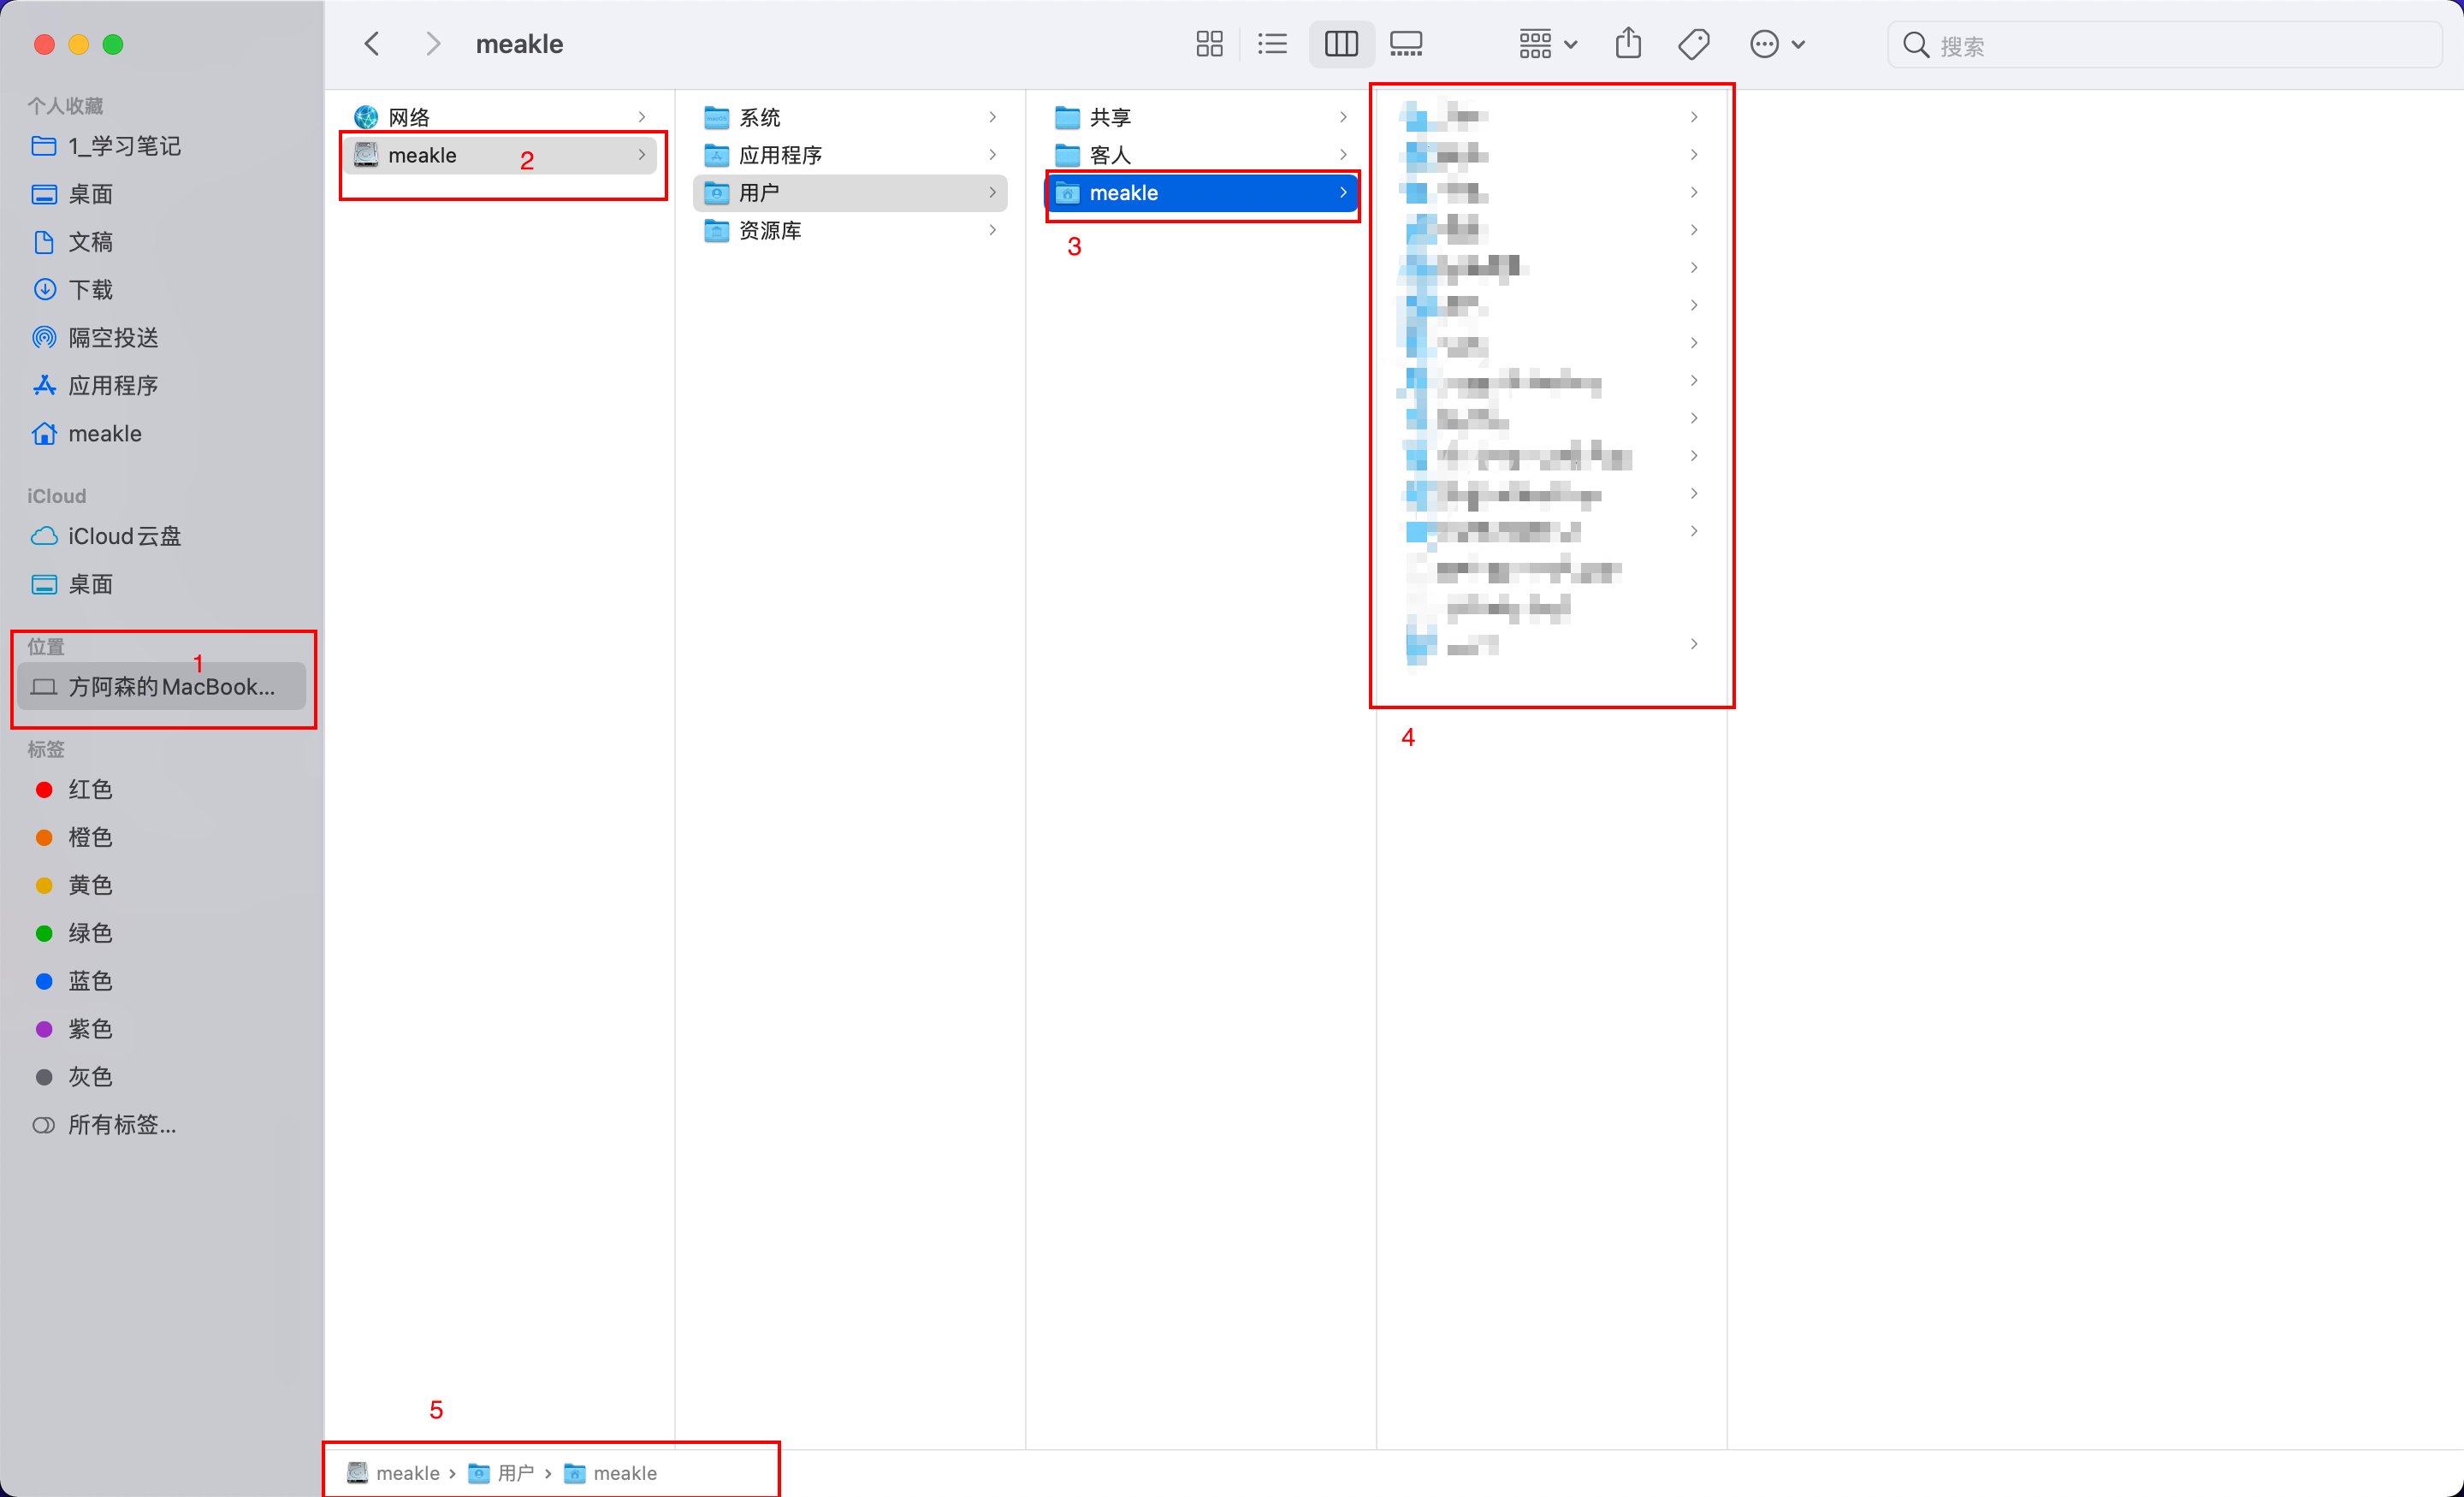 meakle
搜索
个人收藏
1_学习笔记
桌面
文稿
下载
隔空投送
应用程序
meakle
iCloud
iCloud云盘
桌面
位置
1
方阿森的MacBook...
标签
红色
橙色
黄色
绿色
蓝色
紫色
灰色
所有标签...
网络
meakle
2
系统
应用程序
用户
资源库
共享
客人
meakle
3
4
5
meakle › 用户 › meakle